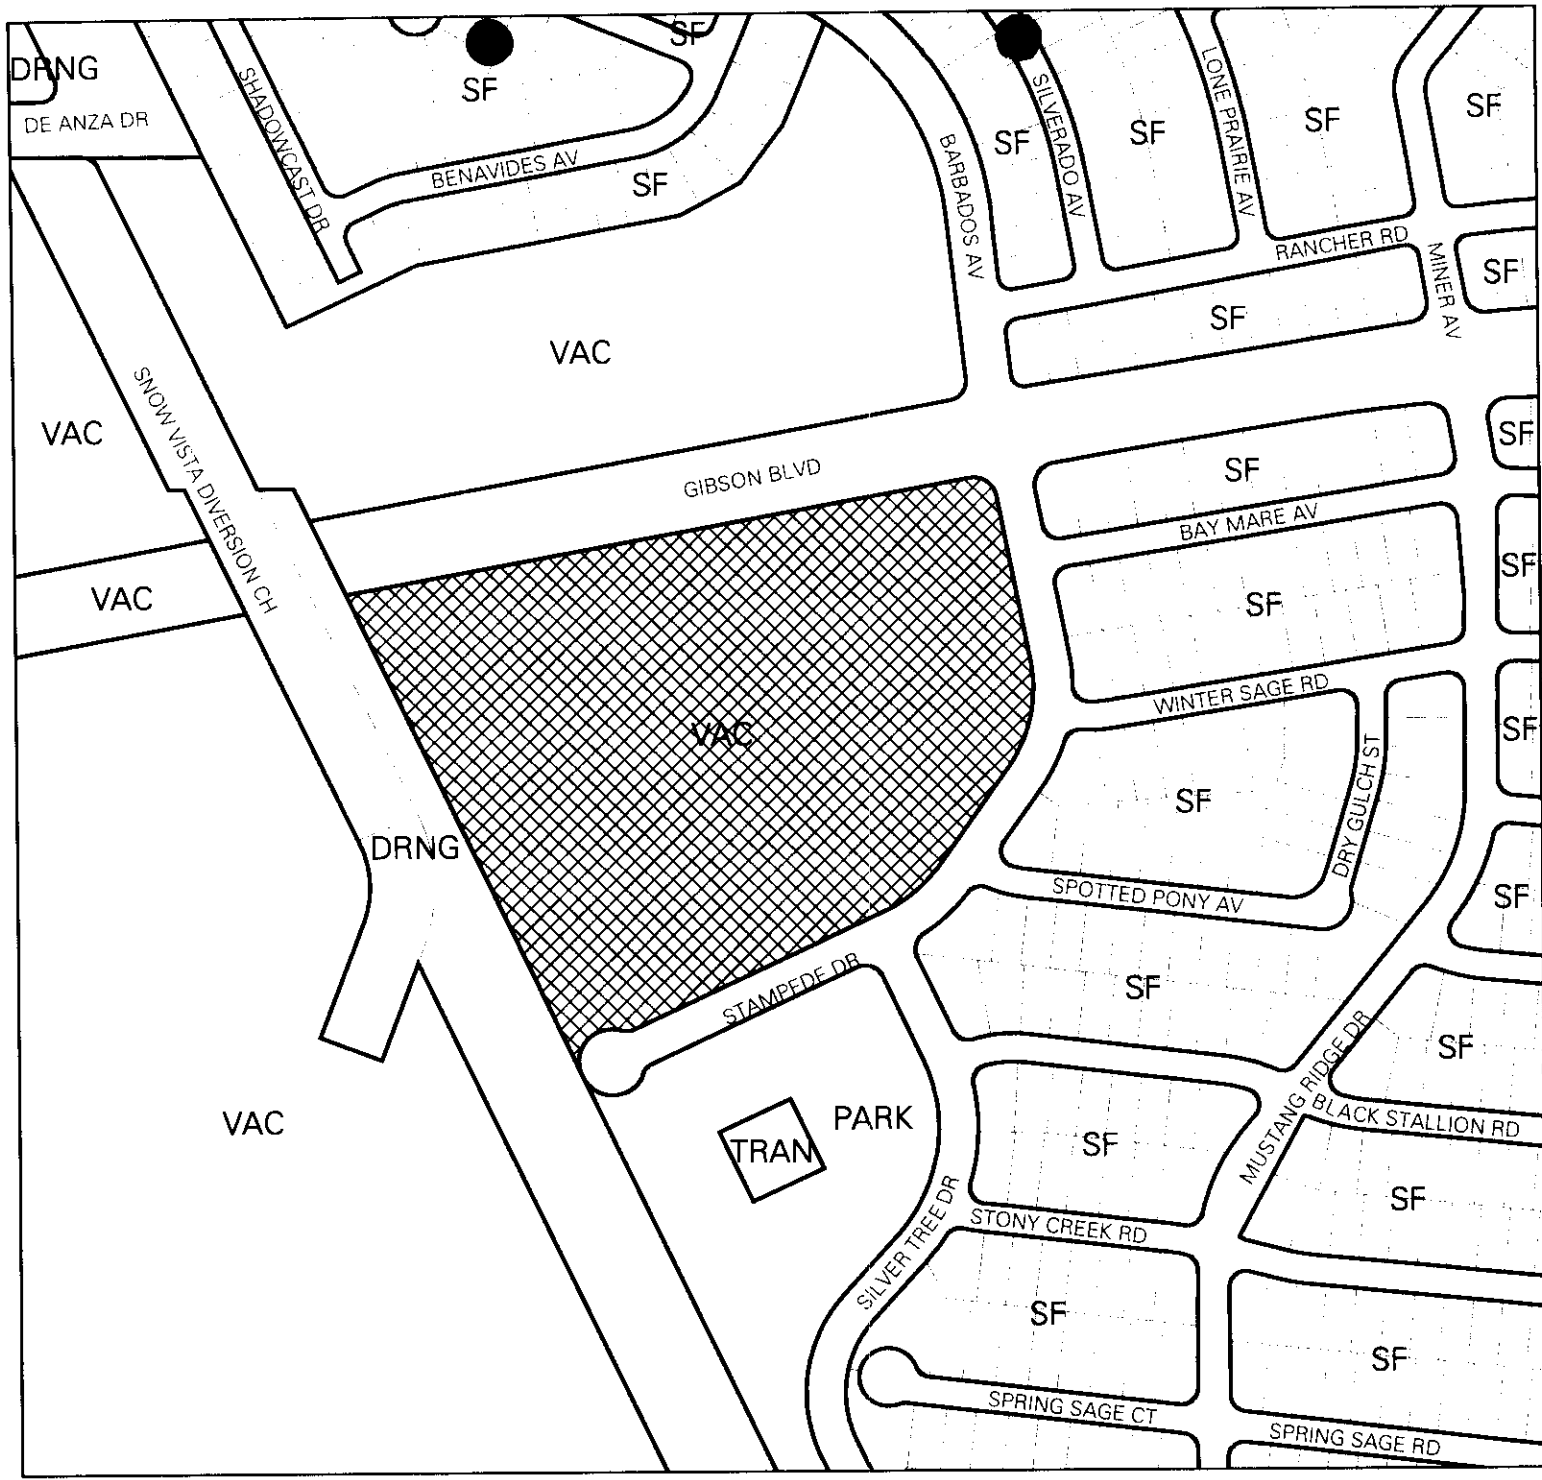 DRNG
DE ANZA DR
SHADOWCAST DR
SF
SF
BENAVIDES AV
SF
BARBADOS AV
SF
SILVERADO AV
SF
LONE PRAIRIE AV
SF
SF
RANCHER RD
MINER AV
SF
SF
VAC
VAC
SNOW VISTA DIVERSION CH
GIBSON BLVD
SF
SF
BAY MARE AV
VAC
SF
SF
WINTER SAGE RD
VAC
SF
DRY GULCH ST
SF
DRNG
SPOTTED PONY AV
SF
STAMPEDE DR
SF
MUSTANG RIDGE DR
SF
VAC
PARK
TRAN
SF
BLACK STALLION RD
SF
SILVER TREE DR
STONY CREEK RD
SF
SF
SPRING SAGE CT
SPRING SAGE RD